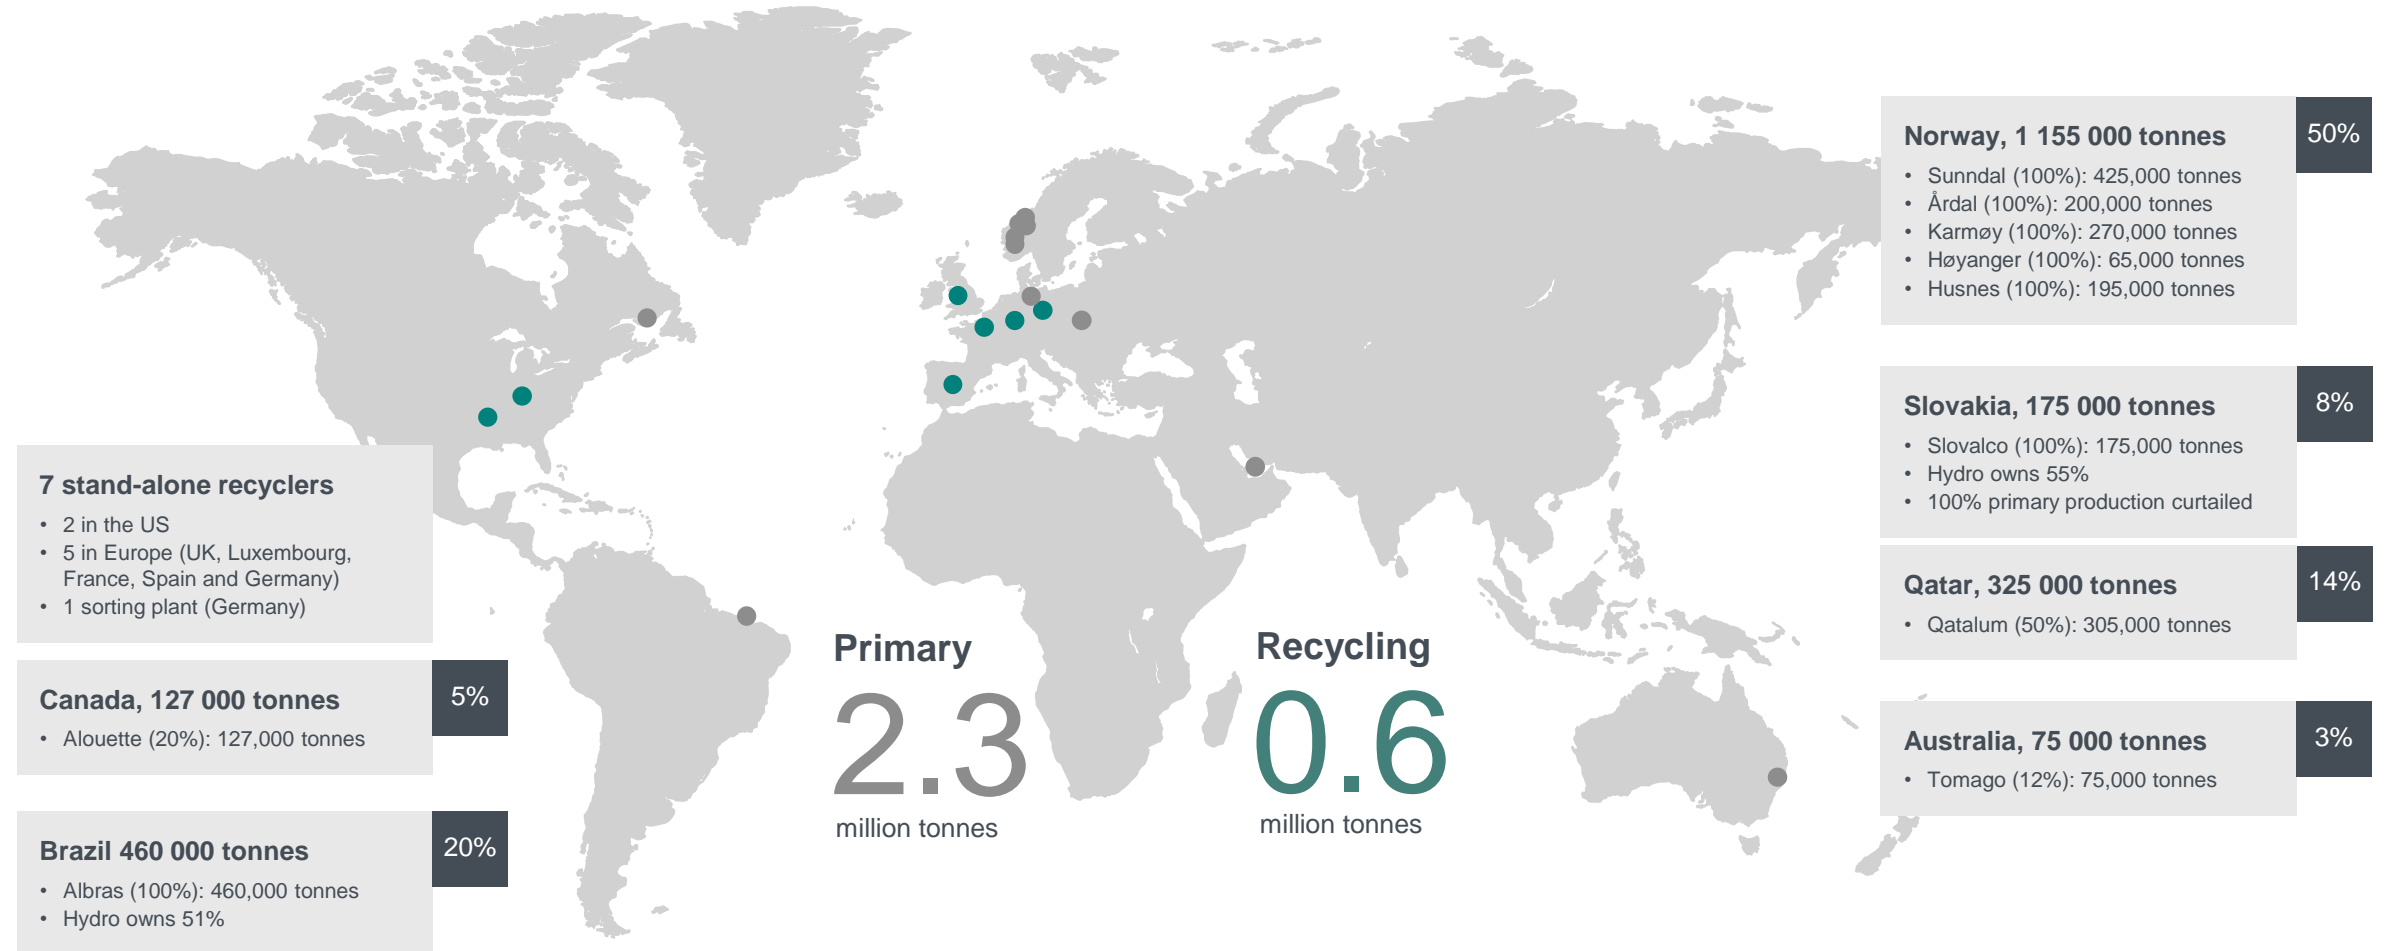 7 stand-alone recyclers
• 2 in the US
• 5 in Europe (UK, Luxembourg,
France, Spain and Germany)
• 1 sorting plant (Germany)
Canada, 127 000 tonnes
5%
• Alouette (20%): 127,000 tonnes
Brazil 460 000 tonnes
20%
• Albras (100%): 460,000 tonnes
• Hydro owns 51%
Primary
2.3
million tonnes
Recycling
0.6
million tonnes
Norway, 1 155 000 tonnes
50%
• Sunndal (100%): 425,000 tonnes
• Årdal (100%): 200,000 tonnes
• Karmøy (100%): 270,000 tonnes
• Høyanger (100%): 65,000 tonnes
• Husnes (100%): 195,000 tonnes
Slovakia, 175 000 tonnes
8%
• Slovalco (100%): 175,000 tonnes
• Hydro owns 55%
• 100% primary production curtailed
Qatar, 325 000 tonnes
14%
• Qatalum (50%): 305,000 tonnes
Australia, 75 000 tonnes
3%
• Tomago (12%): 75,000 tonnes